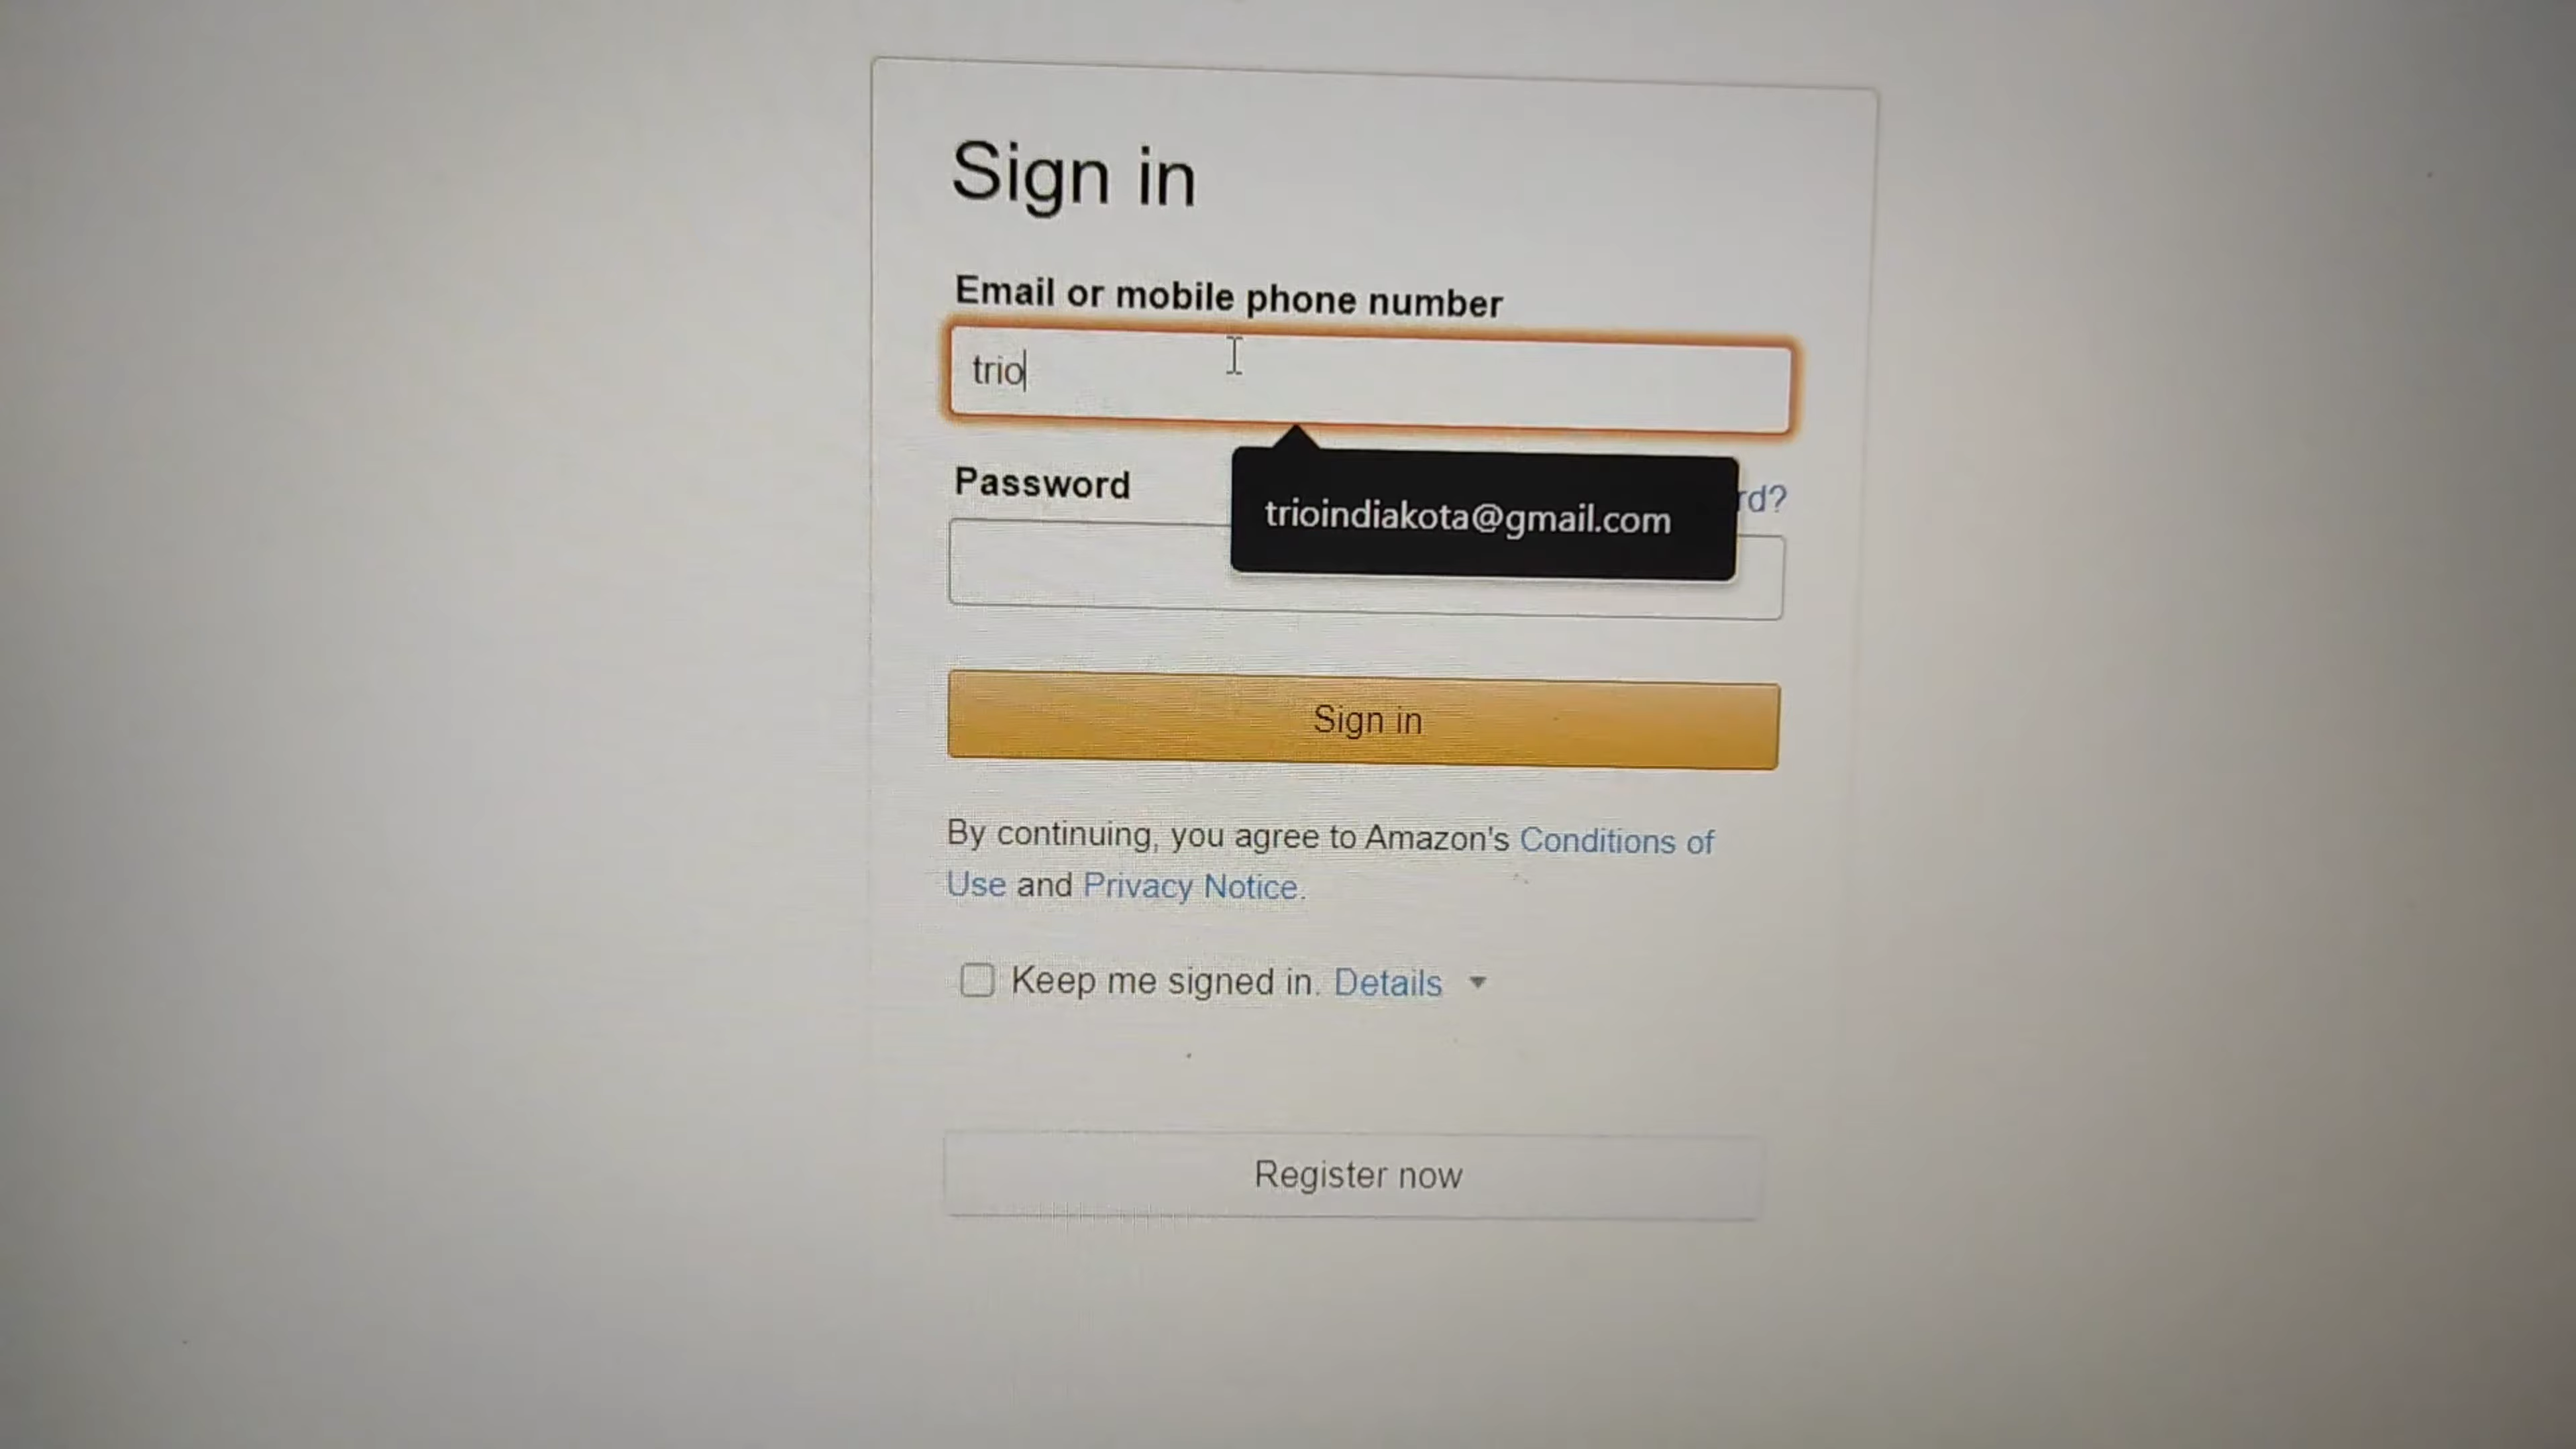 Sign in
Email or mobile phone number
trio
trioindiakota@gmail.com
Password
rd?
Sign in
By continuing, you agree to Amazon's Conditions of
Use and Privacy Notice.
Keep me signed in. Details
Register now